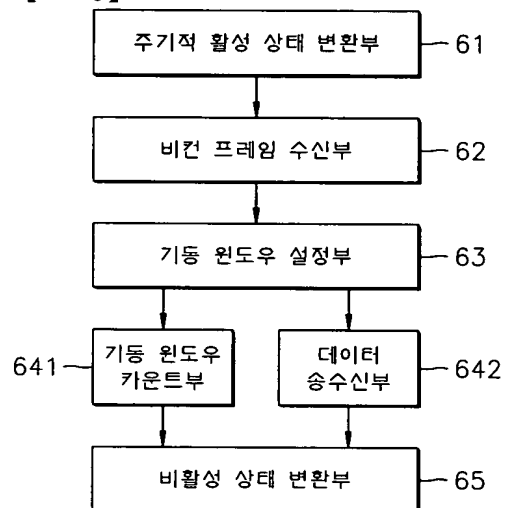 주기적 활성 상태 변환부 61
비컨 프레임 수신부 62
기동 윈도우 설정부 63
641 기동 윈도우 데이터 642
카운트부 송수신부
비활성 상태 변환부 65